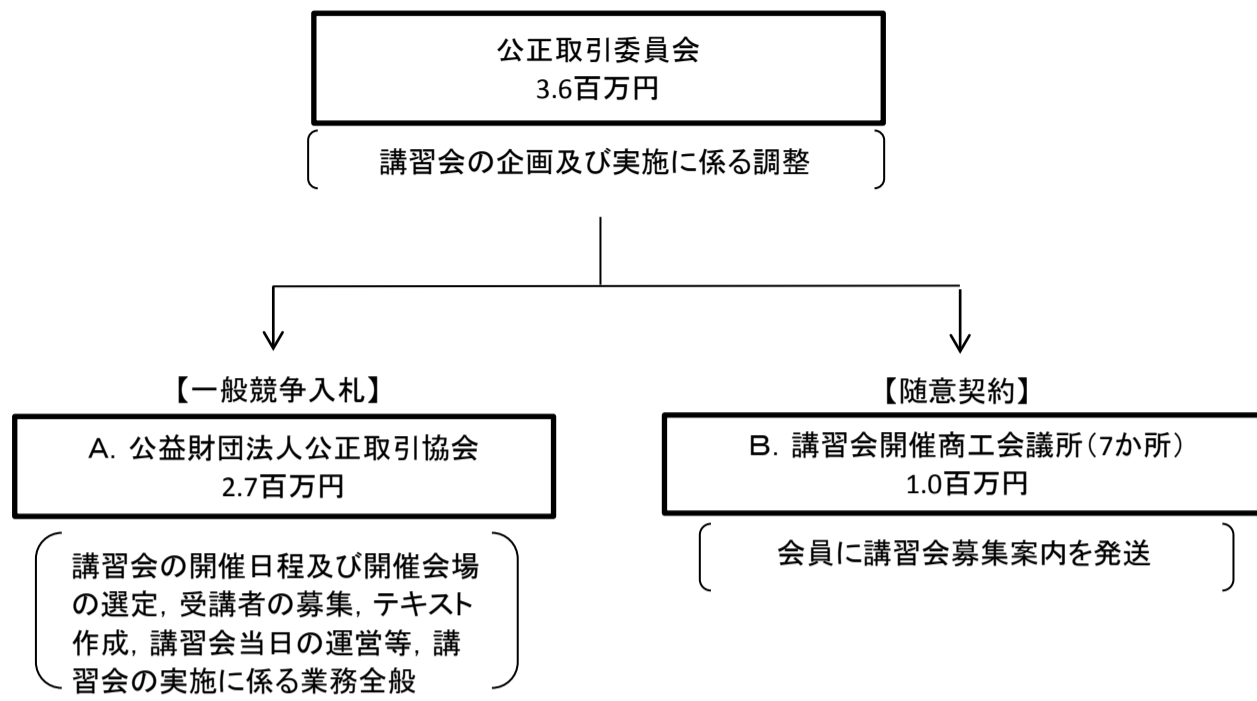 公正取引委員会
3.6百万円
講習会の企画及び実施に係る調整
【一般競争入札】
A．公益財団法人公正取引協会
2.7百万円
講習会の開催日程及び開催会場
の選定，受講者の募集，テキスト
作成，講習会当日の運営等，講
習会の実施に係る業務全般
【随意契約】
B．講習会開催商工会議所（7か所）
1.0百万円
会員に講習会募集案内を発送